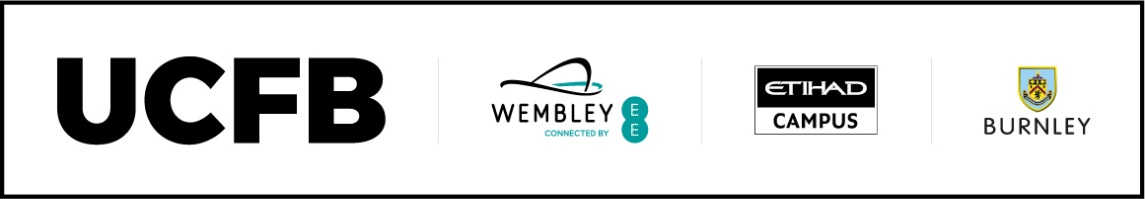 UCFB
WEMBLEY
CONNECTED BY
E
E
ETIHAD
CAMPUS
BURNLEY